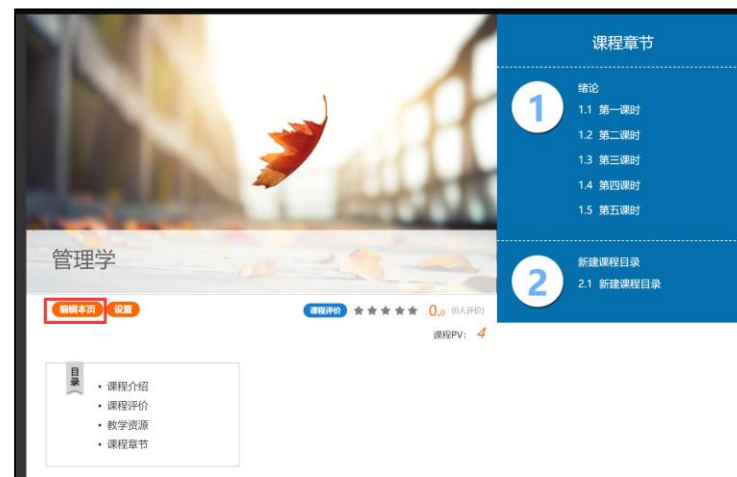 管理学
编辑本页 设置
课程评价 0.0 (0人评价)
课程PV: 4
目录
• 课程介绍
• 课程评价
• 教学资源
• 课程章节
课程章节
1
绪论
1.1 第一课时
1.2 第二课时
1.3 第三课时
1.4 第四课时
1.5 第五课时
2
新建课程目录
2.1 新建课程目录